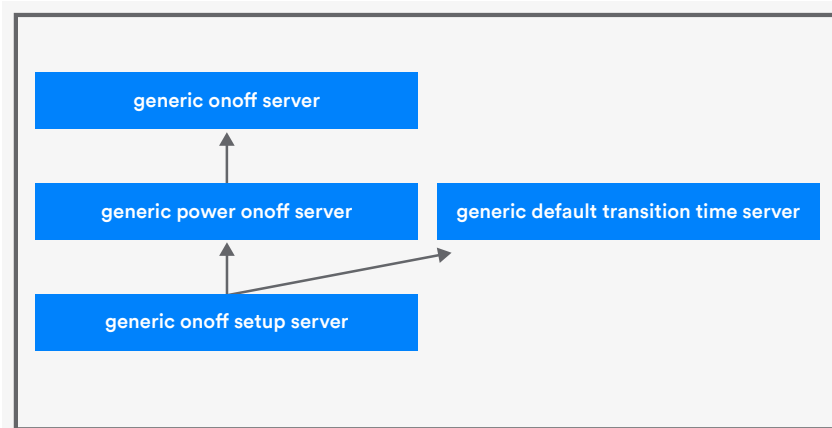 generic onoff server
generic power onoff server
generic default transition time server
generic onoff setup server